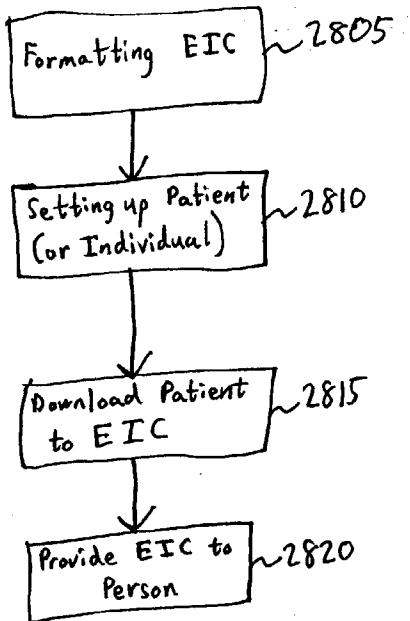 Formatting EIC 2805
Setting up Patient 2810
(or Individual)
Download Patient 2815
to EIC
Provide EIC to 2820
Person